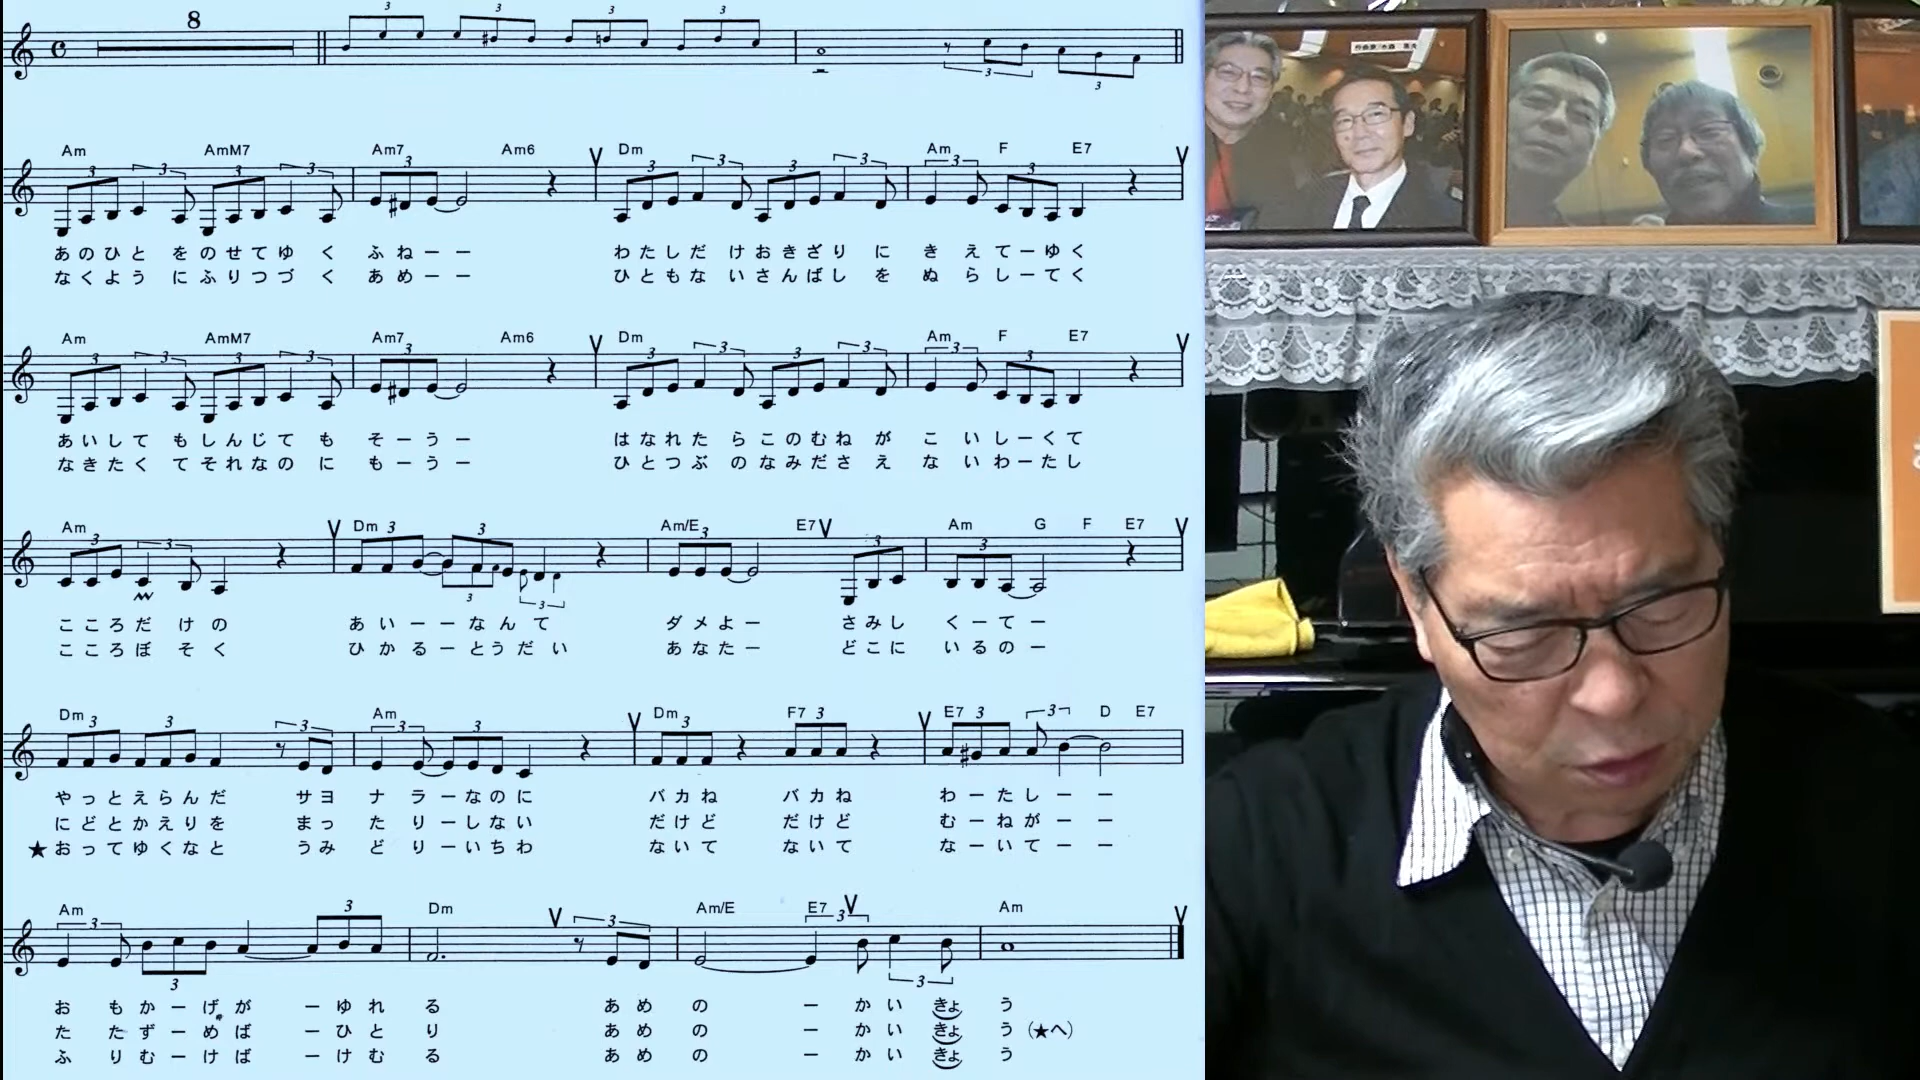 8
3 3 3 3 3 3
Am AmM7 Am7 Am6 Dm Am F E7
あのひと をのせてゆ く ふねーー わたしだ けおきざり に き えてーゆく
なくよう にふりつづ く あめーー ひともな いさんばし を ぬ らしーてく
Am AmM7 Am7 Am6 Dm Am F E7
あいして もしんじて も そーうー はなれた らこのむね が こ いしーくて
なきたく てそれなの に もーうー ひとつぶ のなみださ え な いわーたし
Am Dm Am/E E7 Am G F E7
こころだ けの あいーーなんて ダメよー さみし くーてー
こころぼ そく ひかるーとうだい あなたー どこに いるのー
Dm Am Dm F7 E7 D E7
やっとえらんだ サヨ ナ ラーなのに バカね バカね わーたしーー
にどとかえりを まっ た りーしない だけど だけど むーねがーー
★おってゆくなと うみ ど りーいちわ ないて ないて なーいてーー
Am Dm Am/E E7 Am
お もかーげが ーゆれ る あめ の ー かい きょ う
た たずーめば ーひと り あめ の ー かい きょ う (★へ)
ふ りむーけば ーけむ る あめ の ー かい きょ う